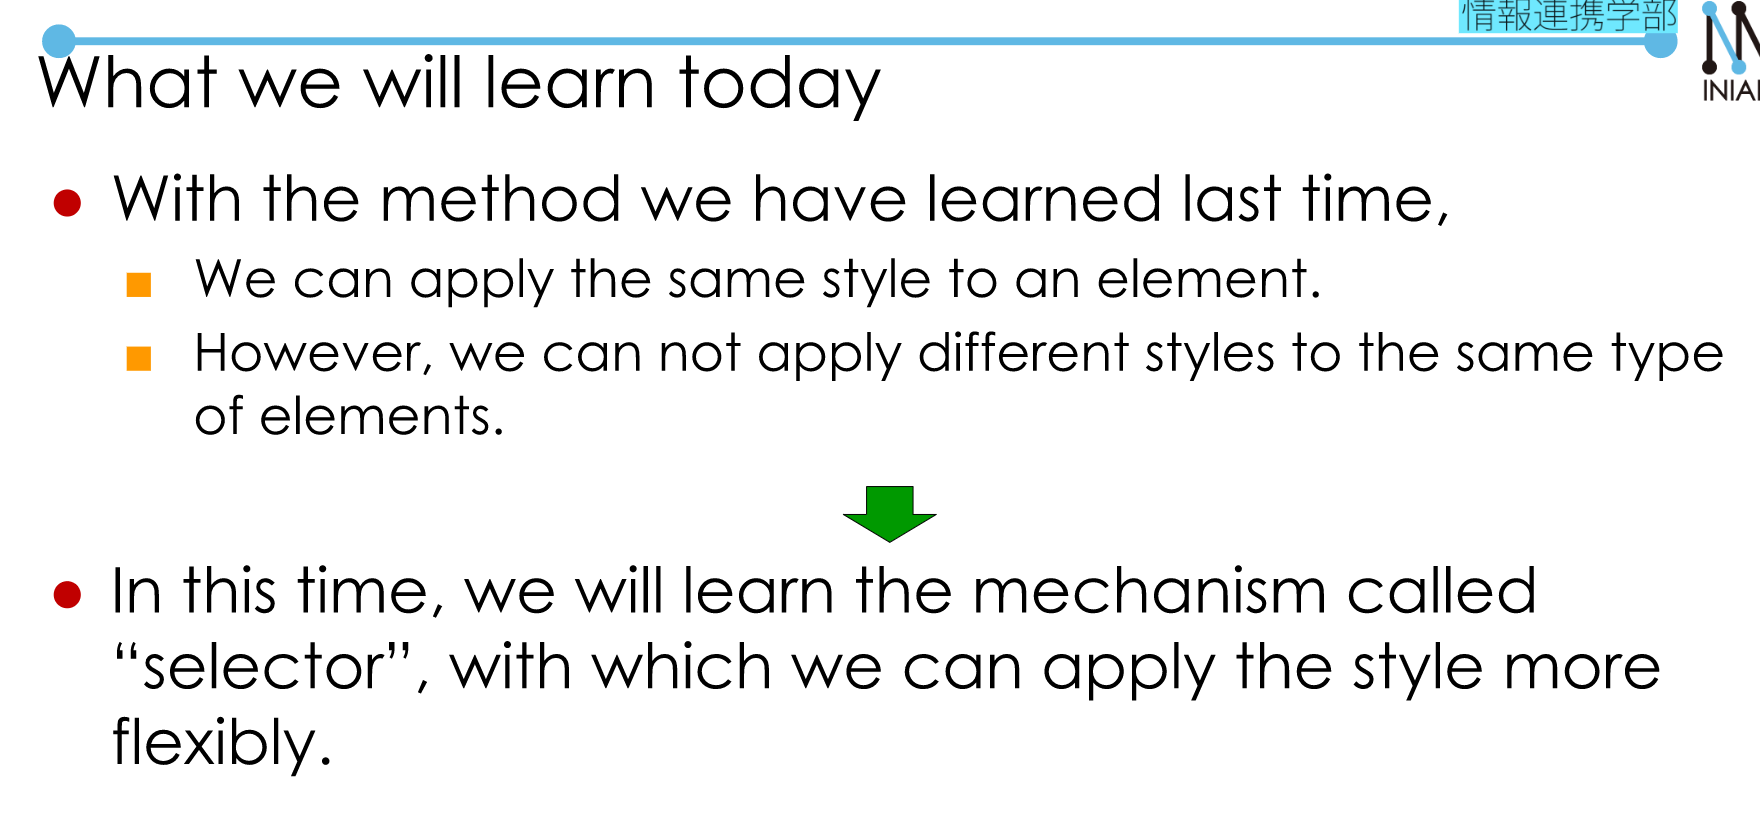 情報連携学部
What we will learn today
With the method we have learned last time,
We can apply the same style to an element.
However, we can not apply different styles to the same type
of elements.
In this time, we will learn the mechanism called
“selector”, with which we can apply the style more
flexibly.